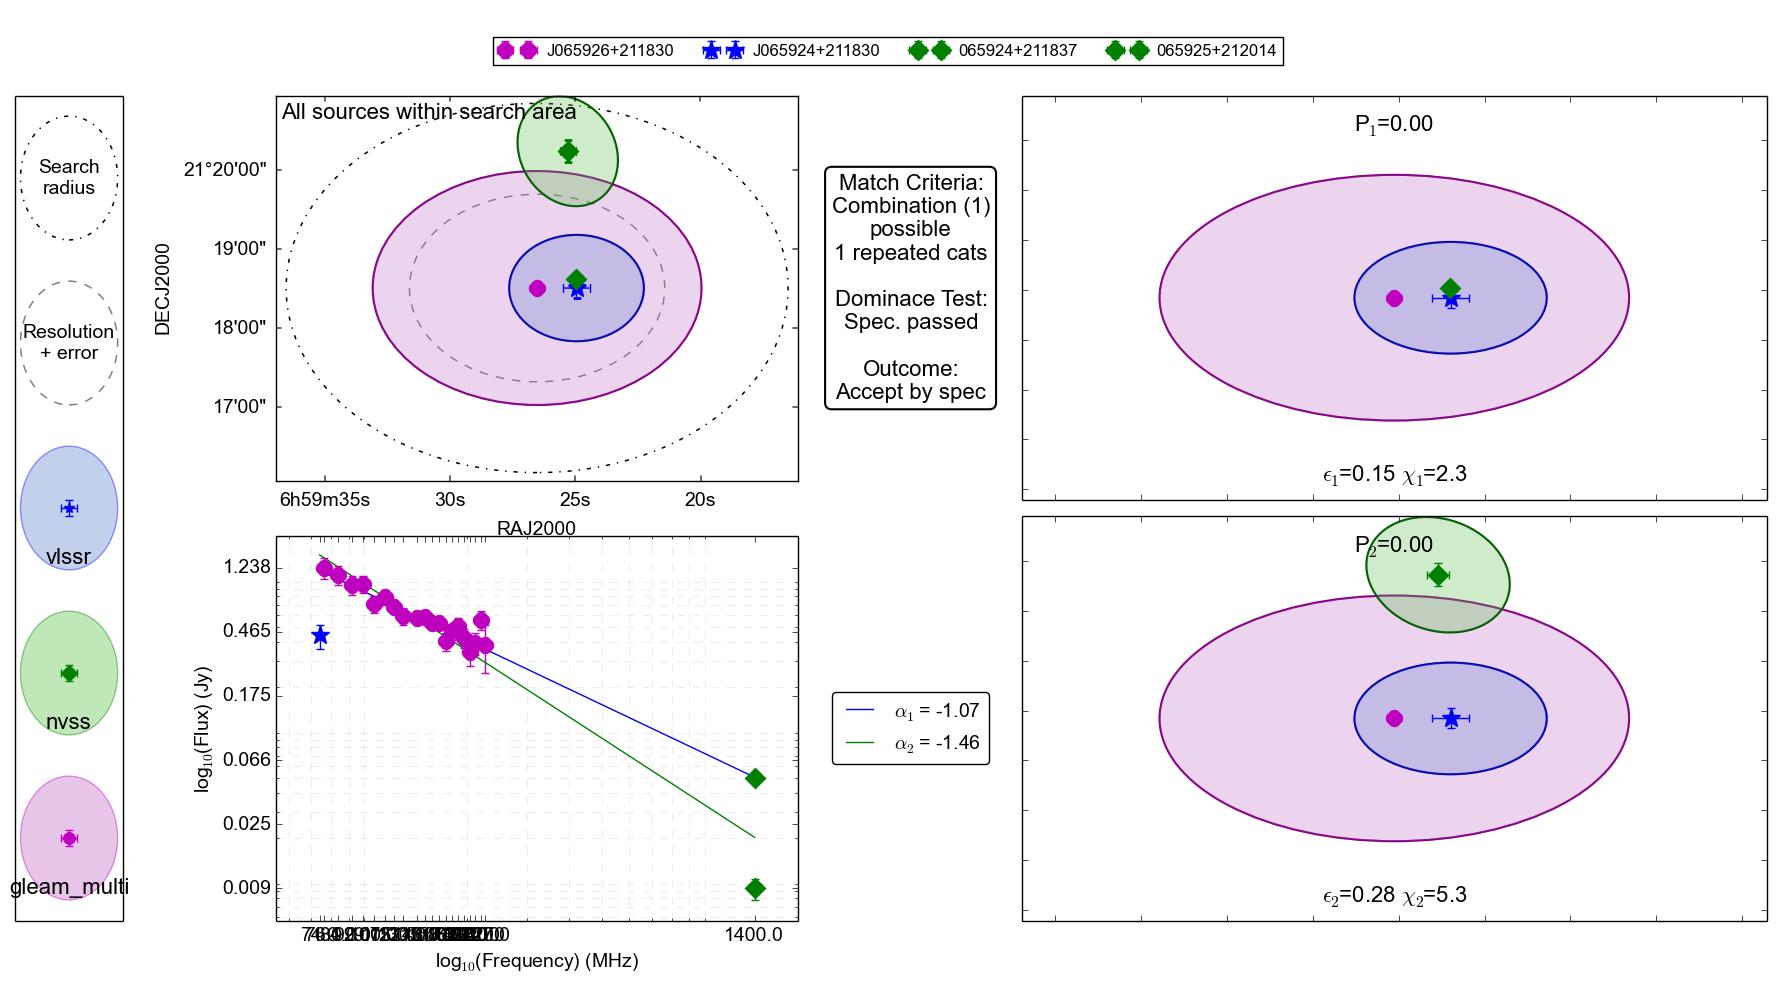 J065926+211830 J065924+211830 065924+211837 065925+212014
Search
radius
Resolution
+ error
vlssr
nvss
gleam_multi
All sources within search area
DECJ2000
21°20'00"
19'00"
18'00"
17'00"
6h59m35s 30s 25s 20s
RAJ2000
Match Criteria:
Combination (1)
possible
1 repeated cats
Dominace Test:
Spec. passed
Outcome:
Accept by spec
P1=0.00
ϵ1=0.15 χ1=2.3
log10(Flux) (Jy)
1.238
0.465
0.175
0.066
0.025
0.009
1400.0
log10(Frequency) (MHz)
α1 = -1.07
α2 = -1.46
P2=0.00
ϵ2=0.28 χ2=5.3